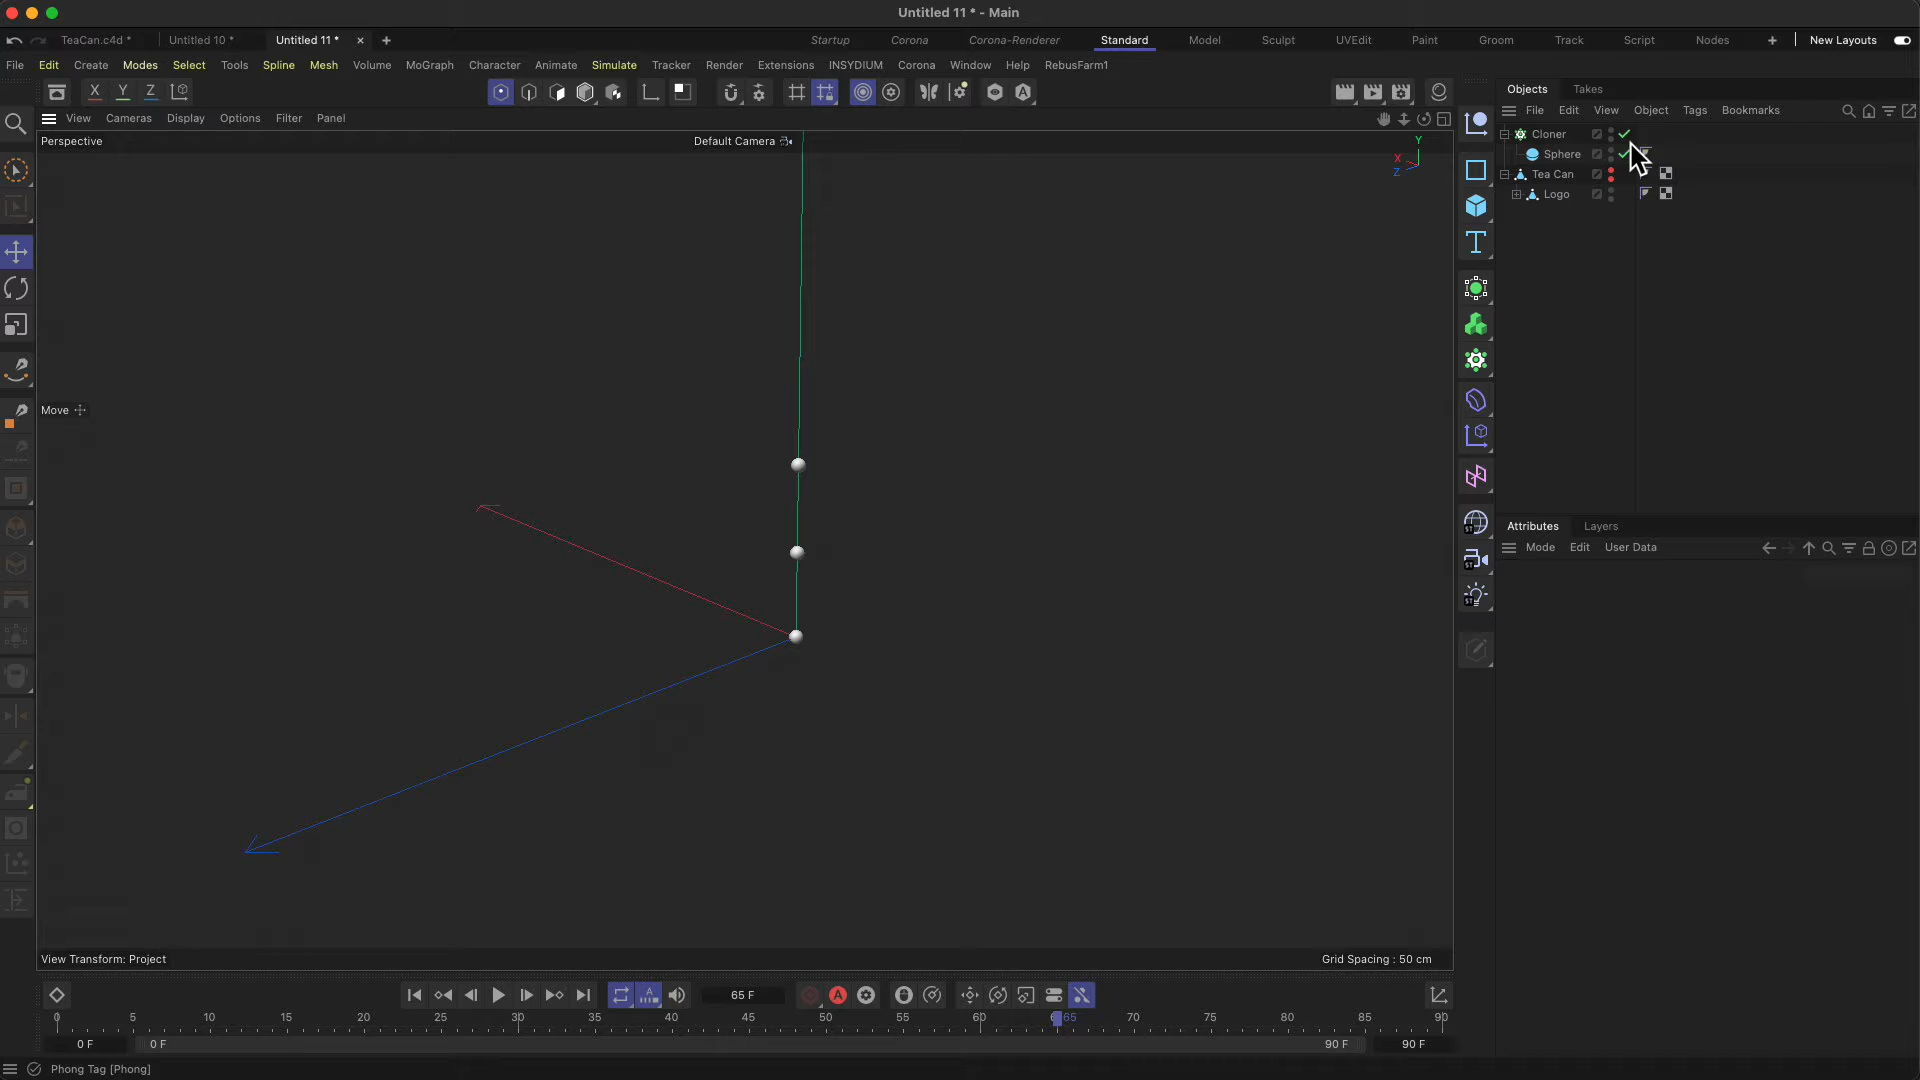 Untitled 11 * - Main
TeaCan.c4d *
Untitled 10 *
Untitled 11 *
Startup
Corona
Corona-Renderer
Standard
Model
Sculpt
UVEdit
Paint
Groom
Track
Script
Nodes
New Layouts
File Edit Create Modes Select Tools Spline Mesh Volume MoGraph Character Animate Simulate Tracker Render Extensions INSYDIUM Corona Window Help RebusFarm1
X Y Z
Objects Takes
File Edit View Object Tags Bookmarks
View Cameras Display Options Filter Panel
Perspective
Default Camera
Y
X
Z
Cloner
Sphere
Tea Can
Logo
Move
Attributes Layers
Mode Edit User Data
ST
ST
ST
View Transform: Project
Grid Spacing : 50 cm
A
65 F
A
0 5 10 15 20 25 30 35 40 45 50 55 60 65 70 75 80 85 90
0 F
0 F
90 F
90 F
Phong Tag [Phong]